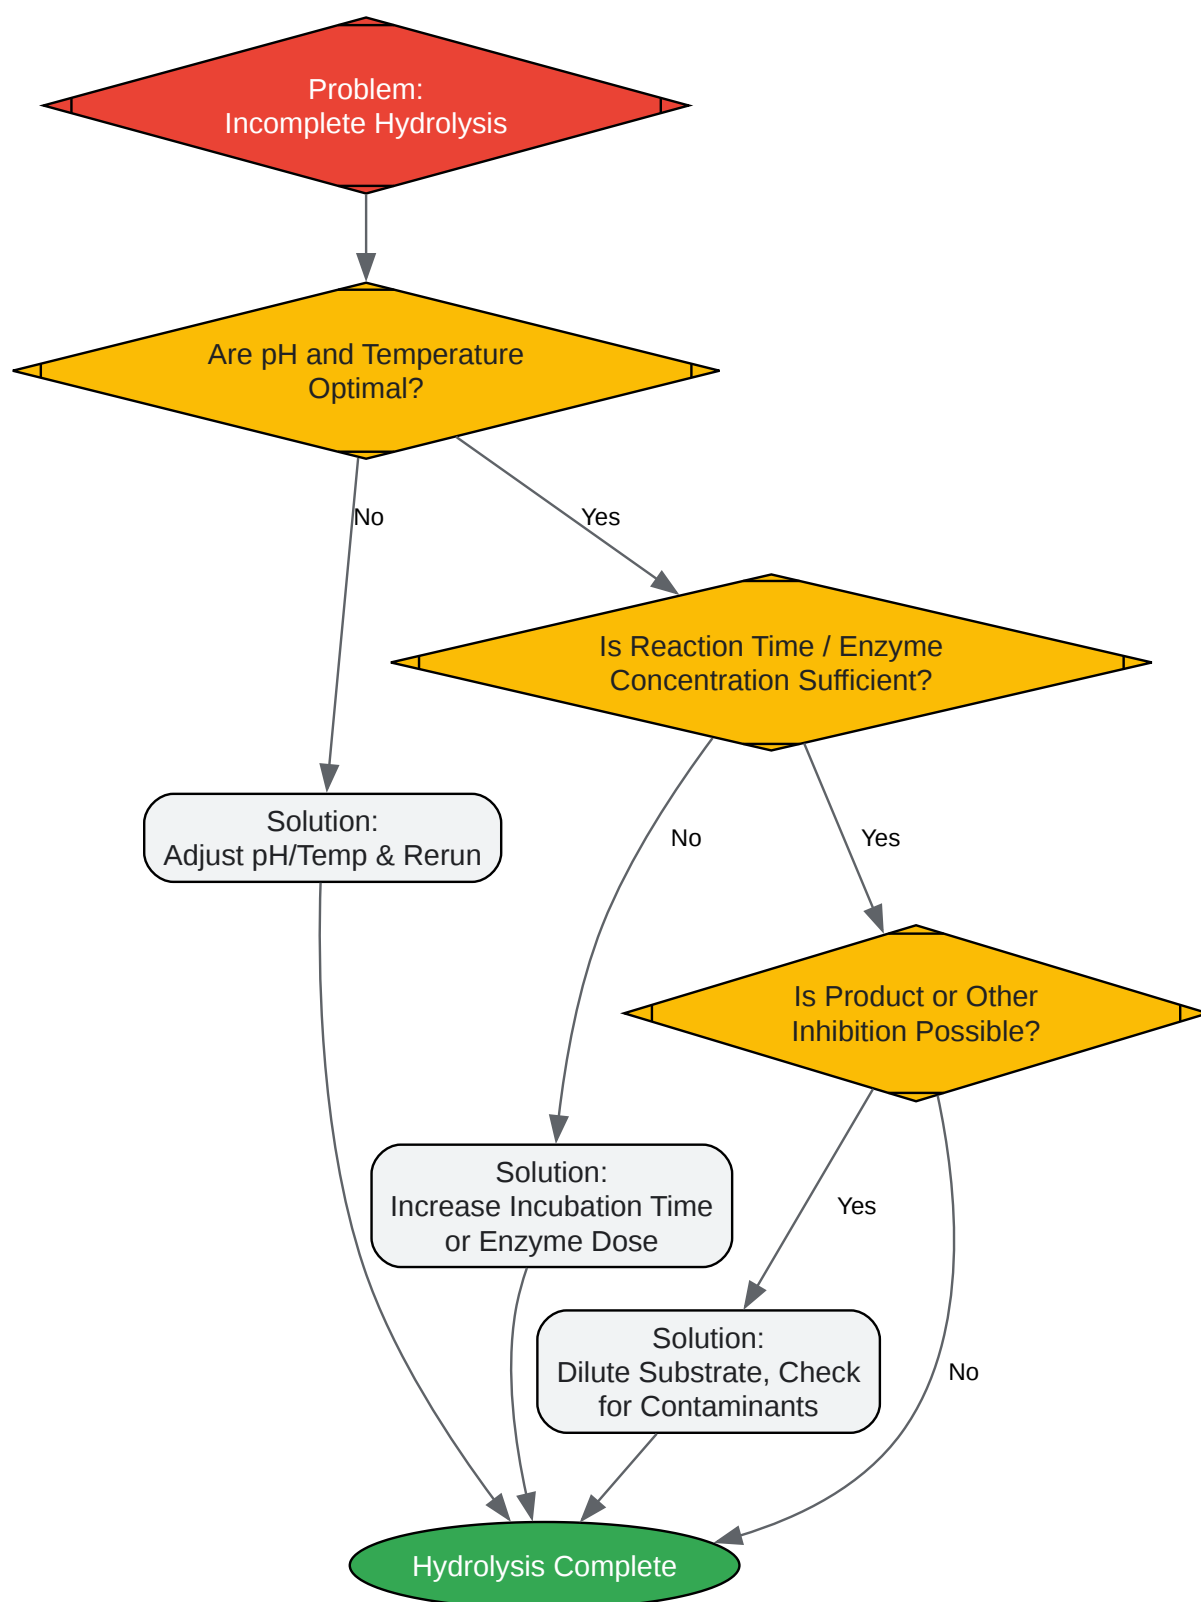 Problem:
Incomplete Hydrolysis
Are pH and Temperature
Optimal?
No
Yes
Is Reaction Time / Enzyme
Concentration Sufficient?
Solution:
Adjust pH/Temp & Rerun
No
Yes
Is Product or Other
Inhibition Possible?
Solution:
Increase Incubation Time
or Enzyme Dose
Yes
Solution:
Dilute Substrate, Check
for Contaminants
No
Hydrolysis Complete